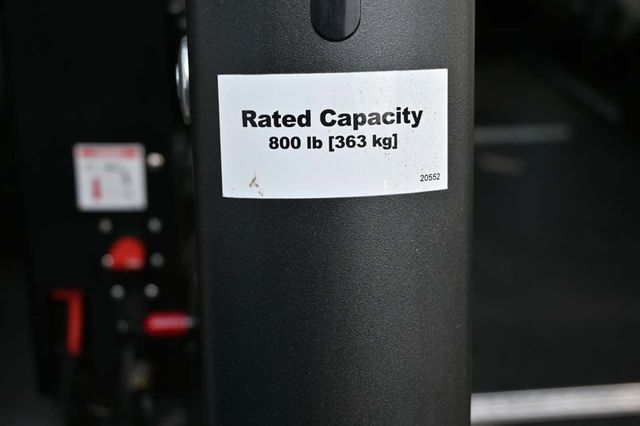 Rated Capacity
800 lb [363 kg]
20552